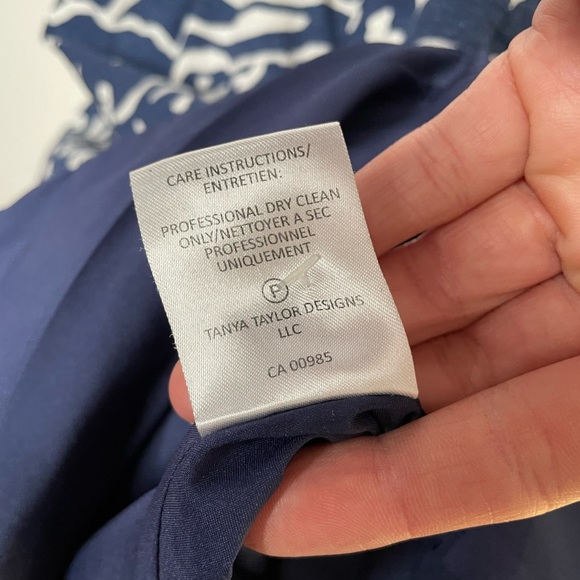 CARE INSTRUCTIONS/
ENTRETIEN:
PROFESSIONAL DRY CLEAN
ONLY/NETTOYER A SEC
PROFESSIONNEL
UNIQUEMENT
P
TANYA TAYLOR DESIGNS
LLC
CA 00985